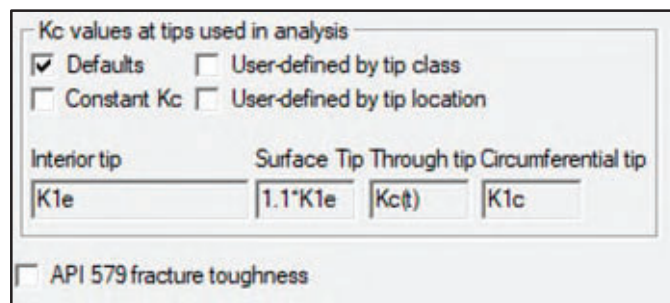 Kc values at tips used in analysis
Defaults User-defined by tip class
Constant Kc User-defined by tip location
Interior tip Surface Tip Through tip Circumferential tip
K1e 1.1*K1e Kc(t) K1c
API 579 fracture toughness